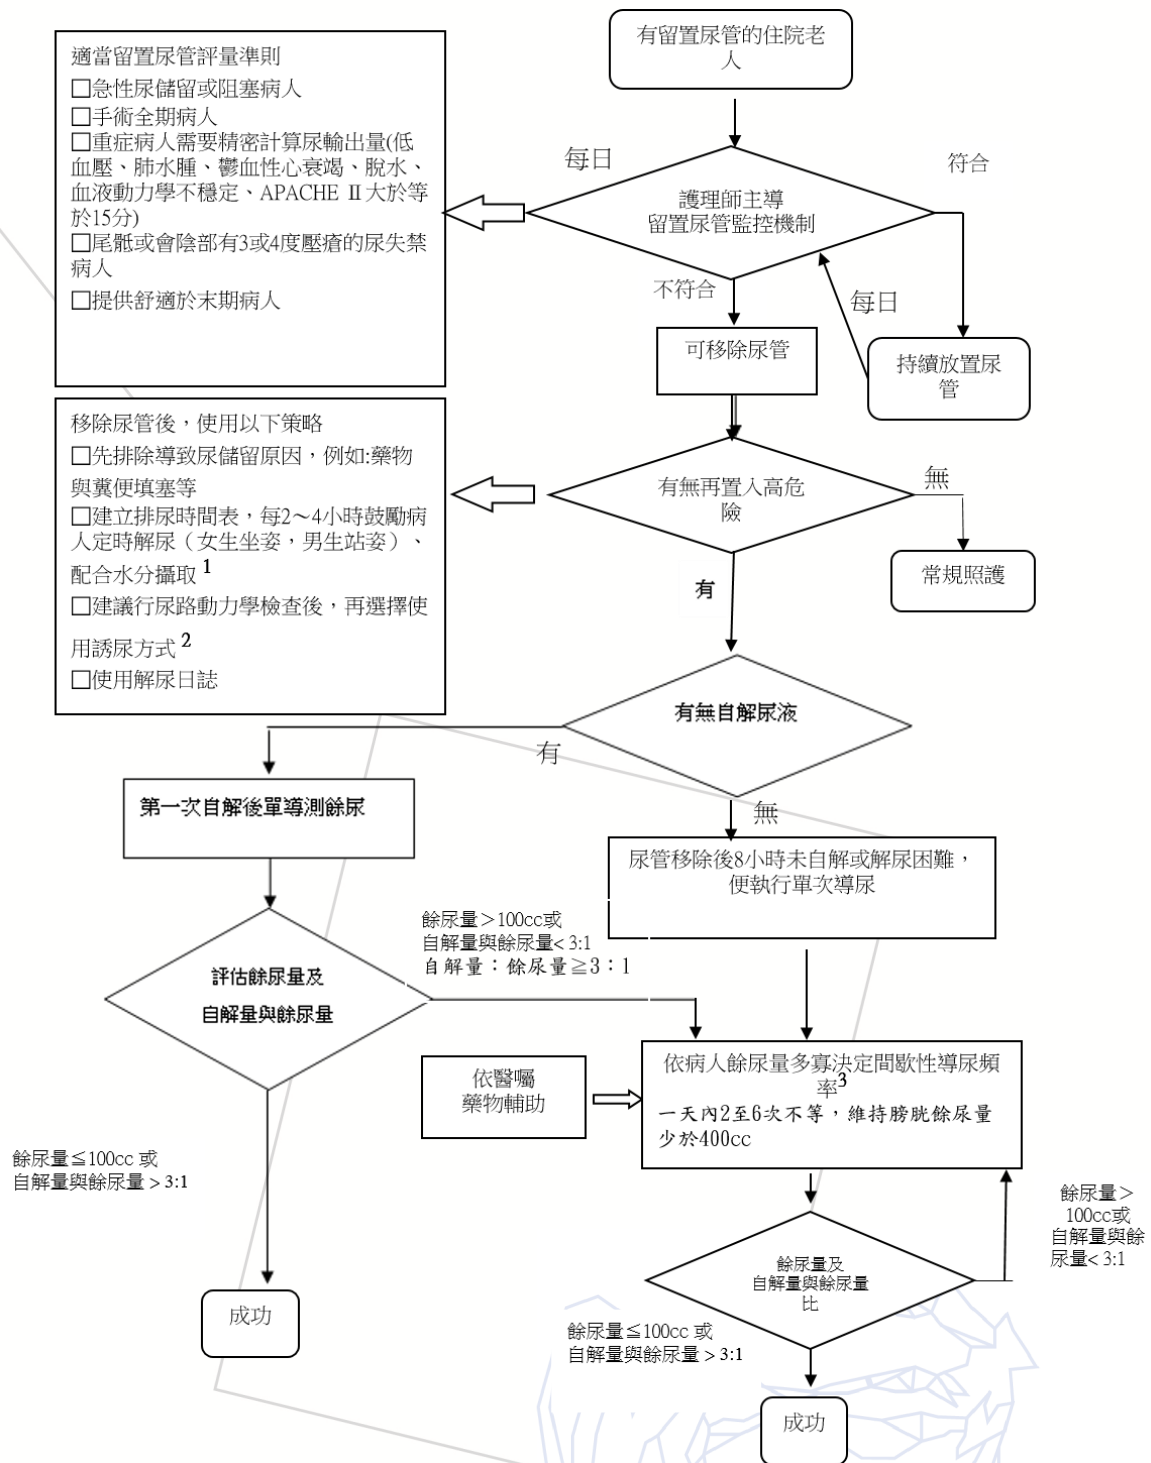 有留置尿管的住院老
人
適當留置尿管評量準則
□急性尿儲留或阻塞病人
□手術全期病人
□重症病人需要精密計算尿輸出量(低
血壓、肺水腫、鬱血性心衰竭、脫水、
血液動力學不穩定、APACHE Ⅱ大於等
於15分)
□尾骶或會陰部有3或4度壓瘡的尿失禁
病人
□提供舒適於末期病人
每日
符合
護理師主導
留置尿管監控機制
不符合
每日
可移除尿管
持續放置尿
管
移除尿管後，使用以下策略
□先排除導致尿儲留原因，例如:藥物
與糞便填塞等
□建立排尿時間表，每2～4小時鼓勵病
人定時解尿（女生坐姿，男生站姿）、
配合水分攝取1
□建議行尿路動力學檢查後，再選擇使
用誘尿方式2
□使用解尿日誌
有無再置入高危
險
無
常規照護
有
有無自解尿液
有
無
第一次自解後單導測餘尿
尿管移除後8小時未自解或解尿困難，
便執行單次導尿
評估餘尿量及
自解量與餘尿量
餘尿量＞100cc或
自解量與餘尿量< 3:1
自解量：餘尿量≧3：1
依醫囑
藥物輔助
依病人餘尿量多寡決定間歇性導尿頻
率3
一天內2至6次不等，維持膀胱餘尿量
少於400cc
餘尿量≦100cc 或
自解量與餘尿量 > 3:1
成功
餘尿量及
自解量與餘尿量
比
餘尿量＞
100cc或
自解量與餘
尿量< 3:1
餘尿量≦100cc 或
自解量與餘尿量 > 3:1
成功